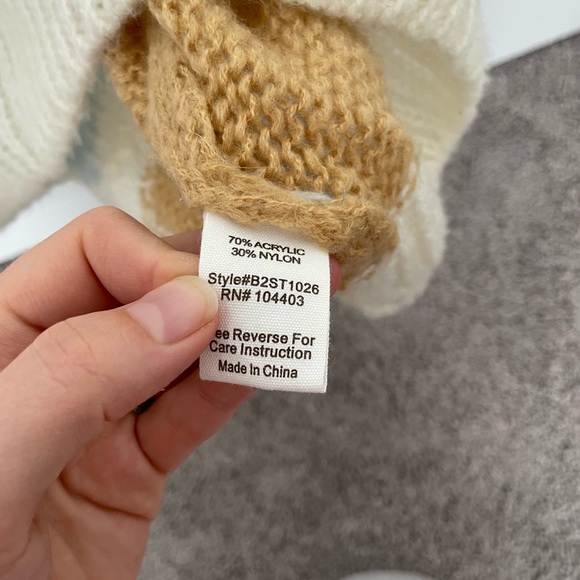 70% ACRYLIC
30% NYLON
Style#B2ST1026
RN# 104403
ee Reverse For
Care Instruction
Made In China